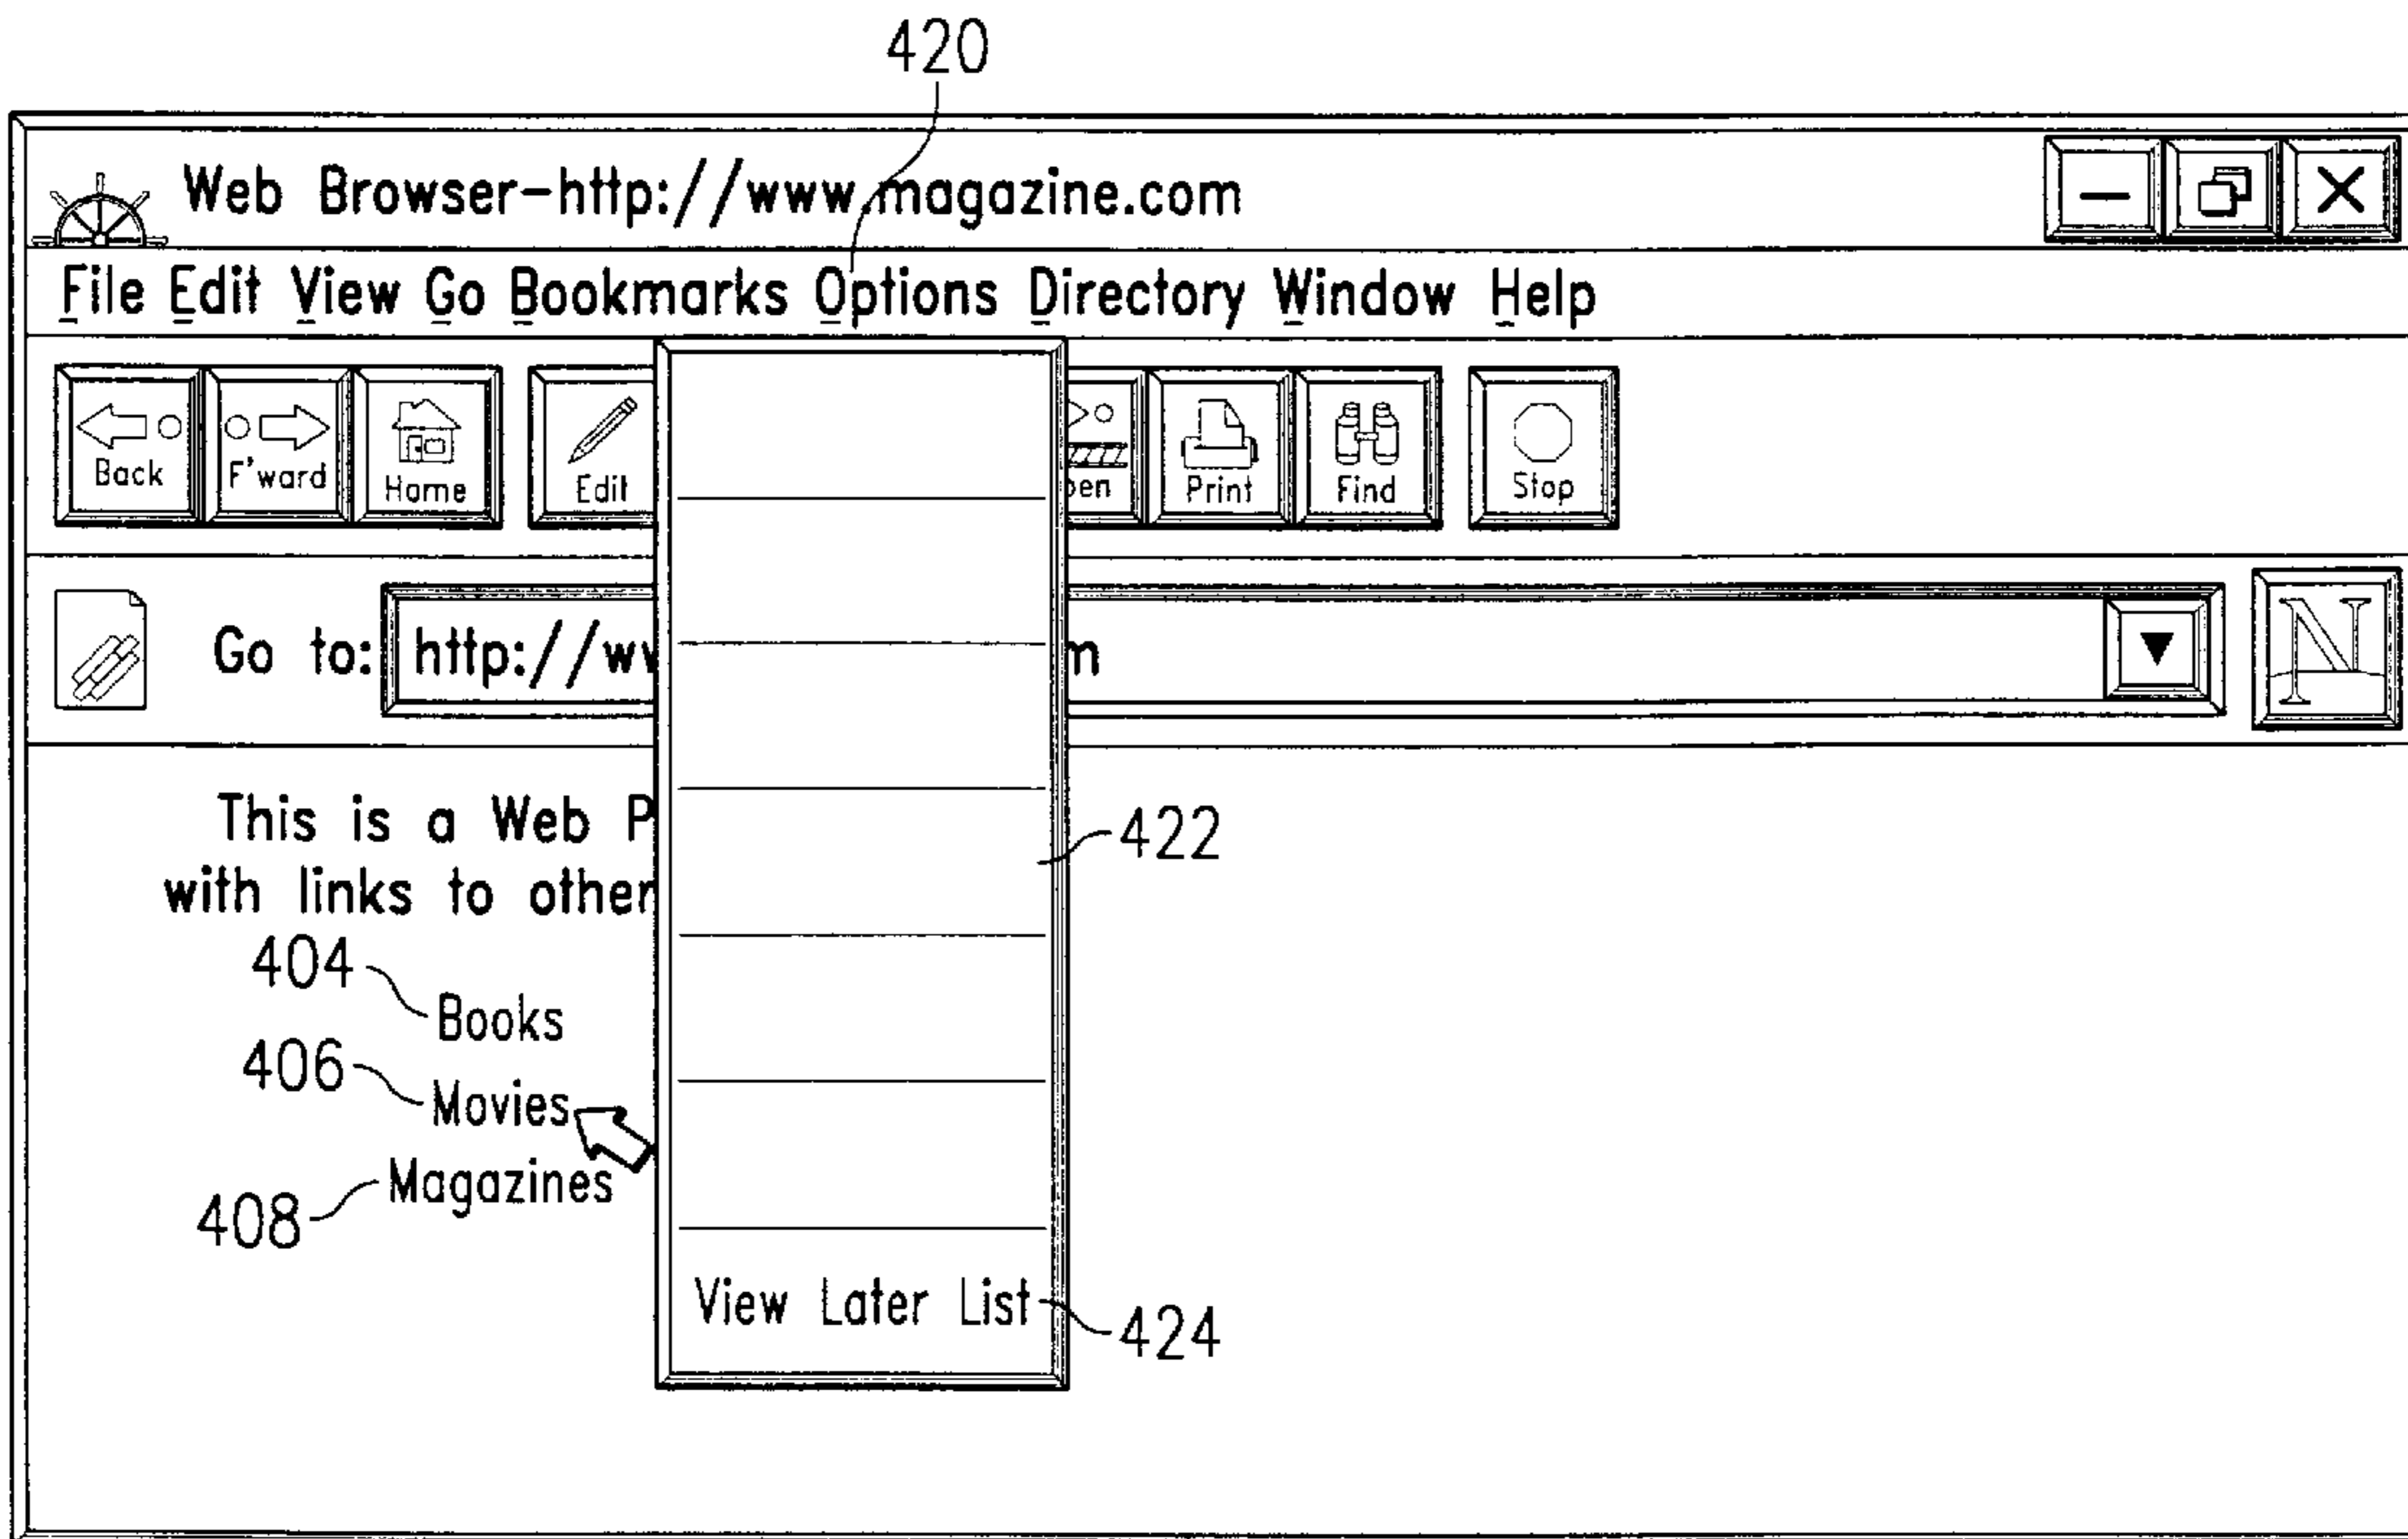 420
Web Browser-http://www.magazine.com
File Edit View Go Bookmarks Options Directory Window Help
Back F'ward Home Edit Print Find Stop
Go to: http://
N
This is a Web
422
with links to other
404
Books
406
Movies
Magazines
408
View Later List
424